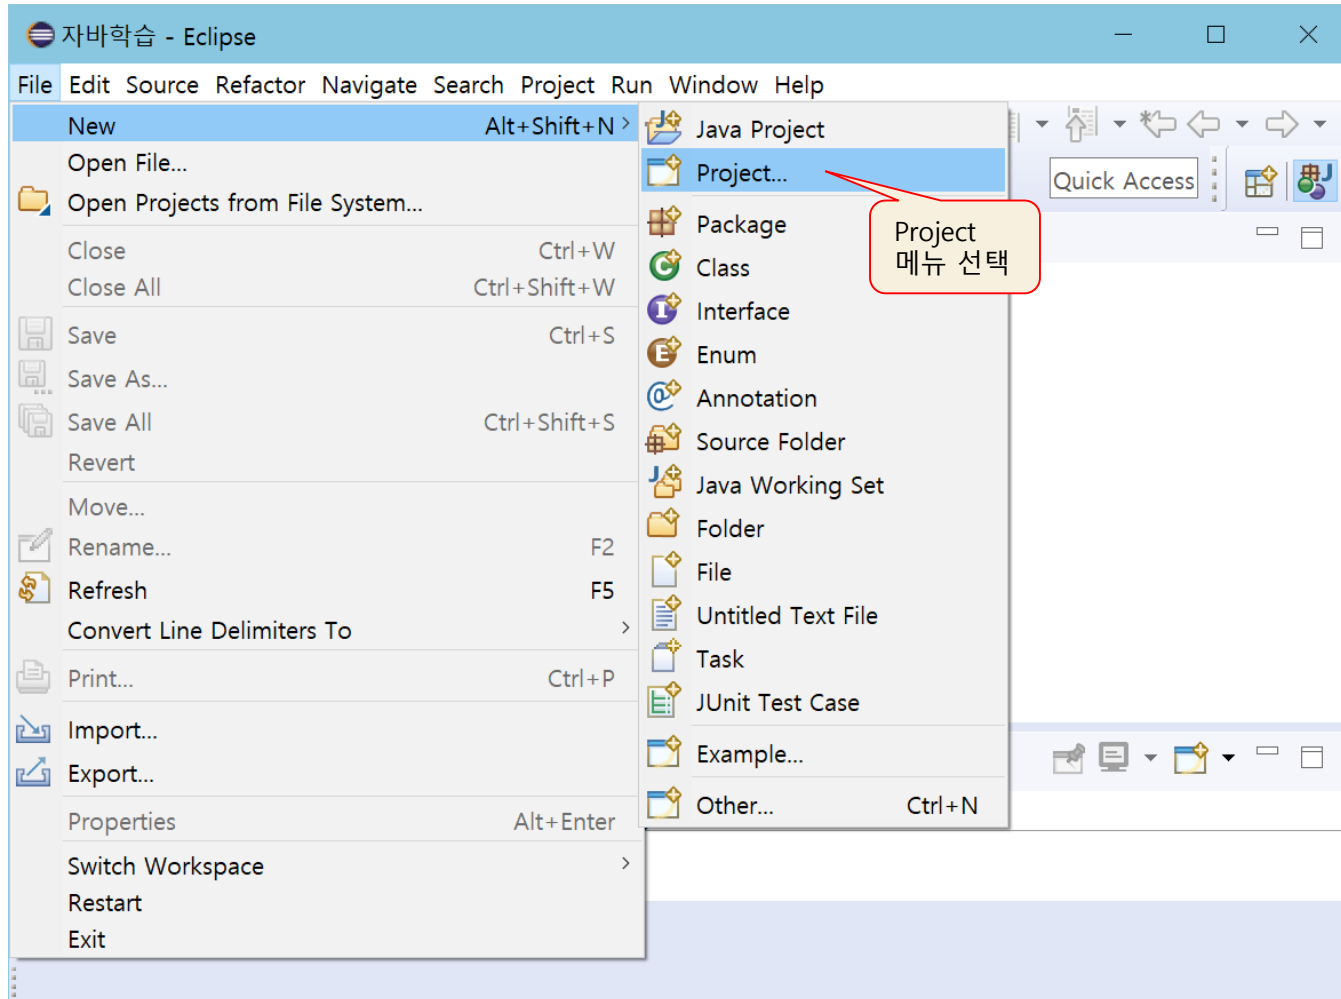 자바학습 - Eclipse
File Edit Source Refactor Navigate Search Project Run Window Help
New Alt+Shift+N
Open File...
Open Projects from File System...
Close Ctrl+W
Close All Ctrl+Shift+W
Save Ctrl+S
Save As...
Save All Ctrl+Shift+S
Revert
Move...
Rename... F2
Refresh F5
Convert Line Delimiters To
Print... Ctrl+P
Import...
Export...
Properties Alt+Enter
Switch Workspace
Restart
Exit
Java Project
Project...
Package
Class
Interface
Enum
Annotation
Source Folder
Java Working Set
Folder
File
Untitled Text File
Task
JUnit Test Case
Example...
Other... Ctrl+N
Project
메뉴 선택
Quick Access